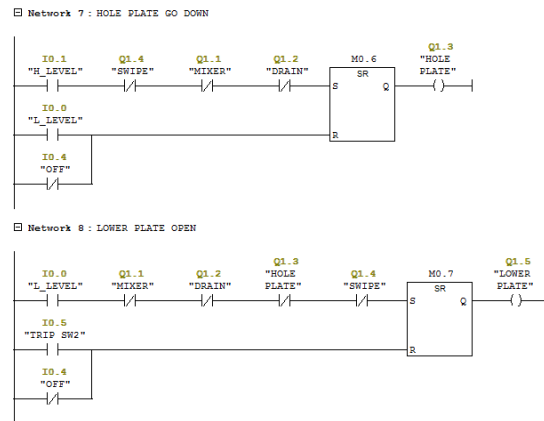 Network 7 : HOLE PLATE GO DOWN
I0.1 Q1.4 Q1.1 Q1.2 M0.6 Q1.3
"H_LEVEL" "SWIPE" "MIXER" "DRAIN" SR "HOLE PLATE"
S Q
I0.0
"L_LEVEL"
R
I0.4
"OFF"
Network 8 : LOWER PLATE OPEN
I0.0 Q1.1 Q1.2 Q1.3 Q1.4 M0.7 Q1.5
"L_LEVEL" "MIXER" "DRAIN" "HOLE PLATE" "SWIPE" SR "LOWER PLATE"
S Q
I0.5
"TRIP SW2"
R
I0.4
"OFF"